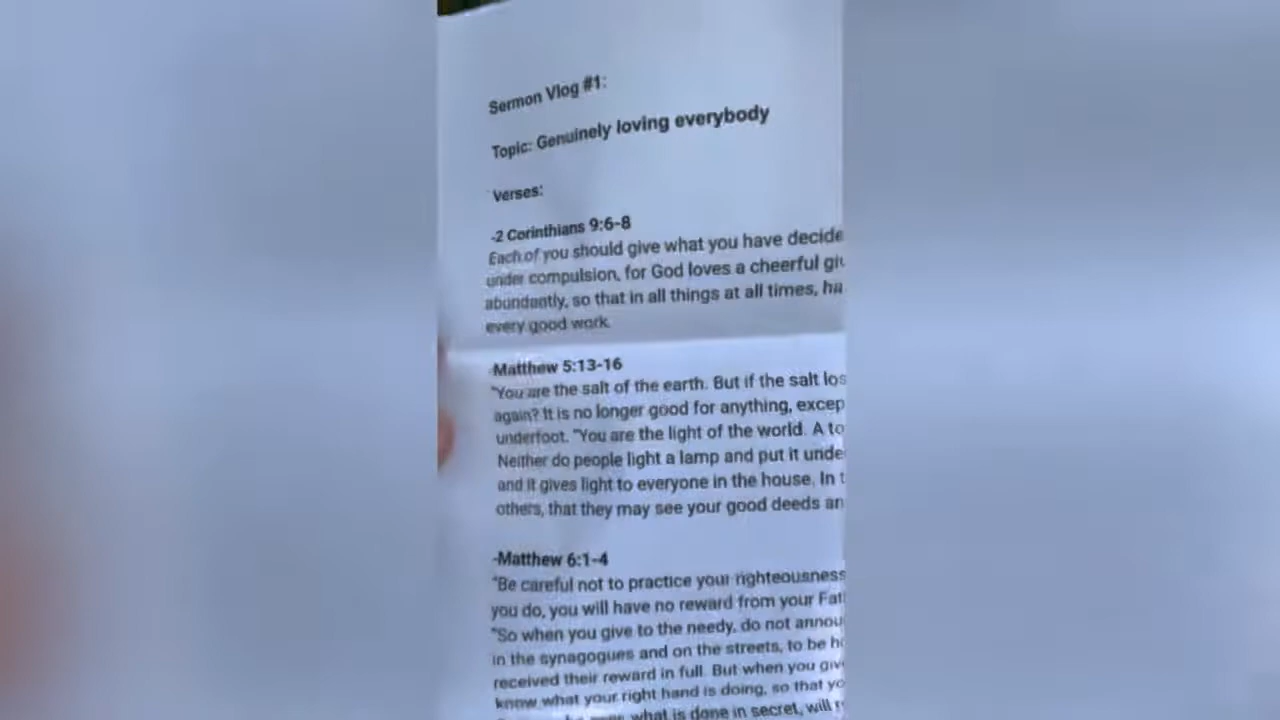 Sermon Vlog #1:
Topic: Genuinely loving everybody
Verses:
-2 Corinthians 9:6-8
Each of you should give what you have decide
under compulsion, for God loves a cheerful giv
abundantly, so that in all things at all times, ha
every good work.
-Matthew 5:13-16
"You are the salt of the earth. But if the salt los
again? It is no longer good for anything, excep
underfoot. "You are the light of the world. A to
Neither do people light a lamp and put it unde
and it gives light to everyone in the house. In t
others, that they may see your good deeds an
-Matthew 6:1-4
"Be careful not to practice your righteousness
you do, you will have no reward from your Fat
"So when you give to the needy, do not annou
in the synagogues and on the streets, to be ho
received their reward in full. But when you give
know what your right hand is doing, so that yo
what is done in secret, will r